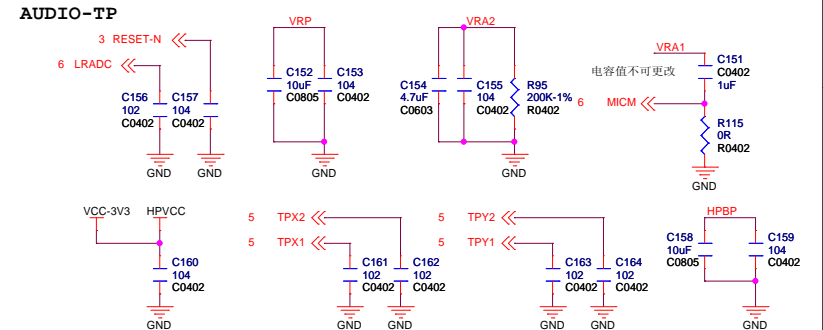 AUDIO-TP
3 RESET-N
6 LRADC
C156
102
C0402
C157
104
C0402
GND
GND
VRP
C152
10uF
C0805
C153
104
C0402
GND
VRA2
C154
4.7uF
C0603
C155
104
C0402
R95
200K-1%
R0402
GND
VRA1
电容值不可更改
C151
C0402
1uF
6 MICM
R115
0R
R0402
GND
VCC-3V3 HPVCC
C160
104
C0402
GND
5 TPX2
5 TPX1
C161
102
C0402
C162
102
C0402
GND
GND
5 TPY2
5 TPY1
C163
102
C0402
C164
102
C0402
GND
GND
HPBP
C158
10uF
C0805
C159
104
C0402
GND